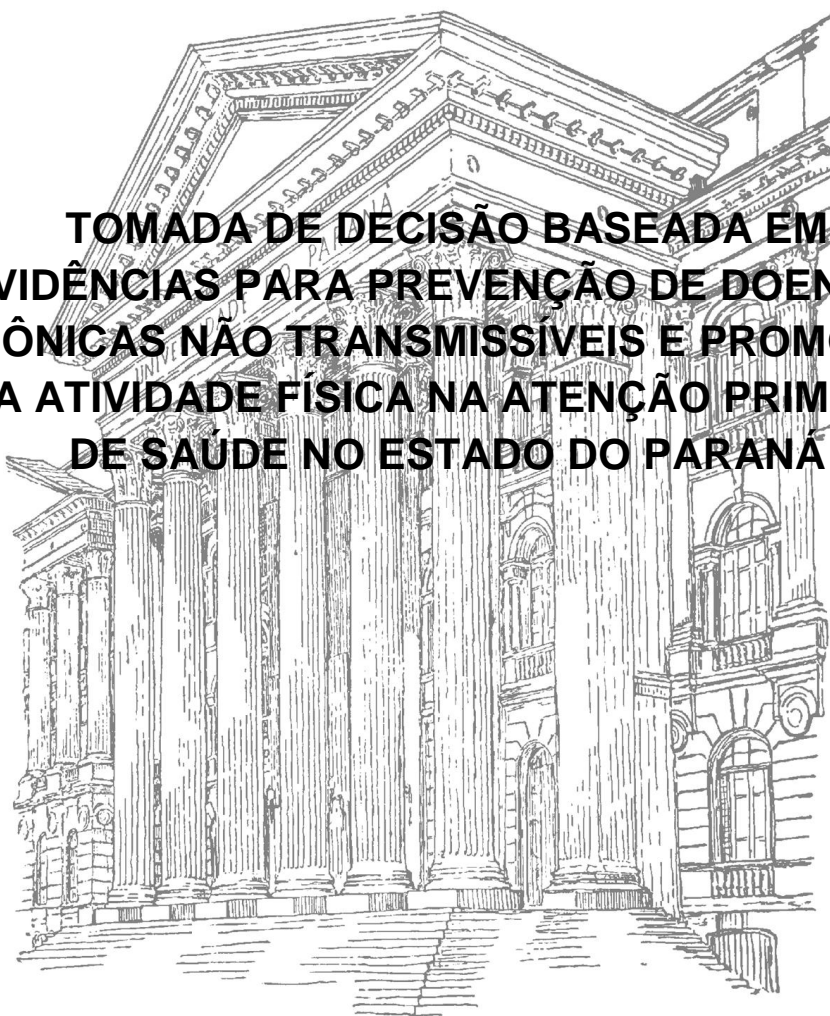 TOMADA DE DECISÃO BASEADA EM
VIDÊNCIAS PARA PREVENÇÃO DE DOEN
ÔNICAS NÃO TRANSMISSÍVEIS E PROMO
A ATIVIDADE FÍSICA NA ATENÇÃO PRIM
DE SAÚDE NO ESTADO DO PARANÁ